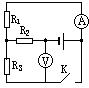 R₁ A
R₂
R₃ V K